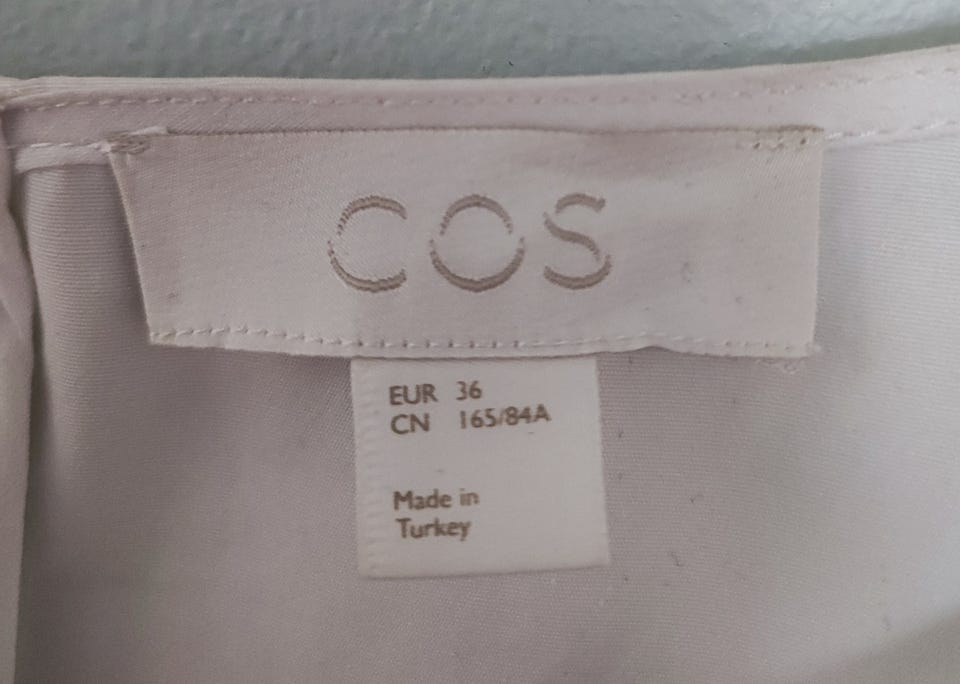 COS
EUR 36
CN 165/84A
Made in
Turkey